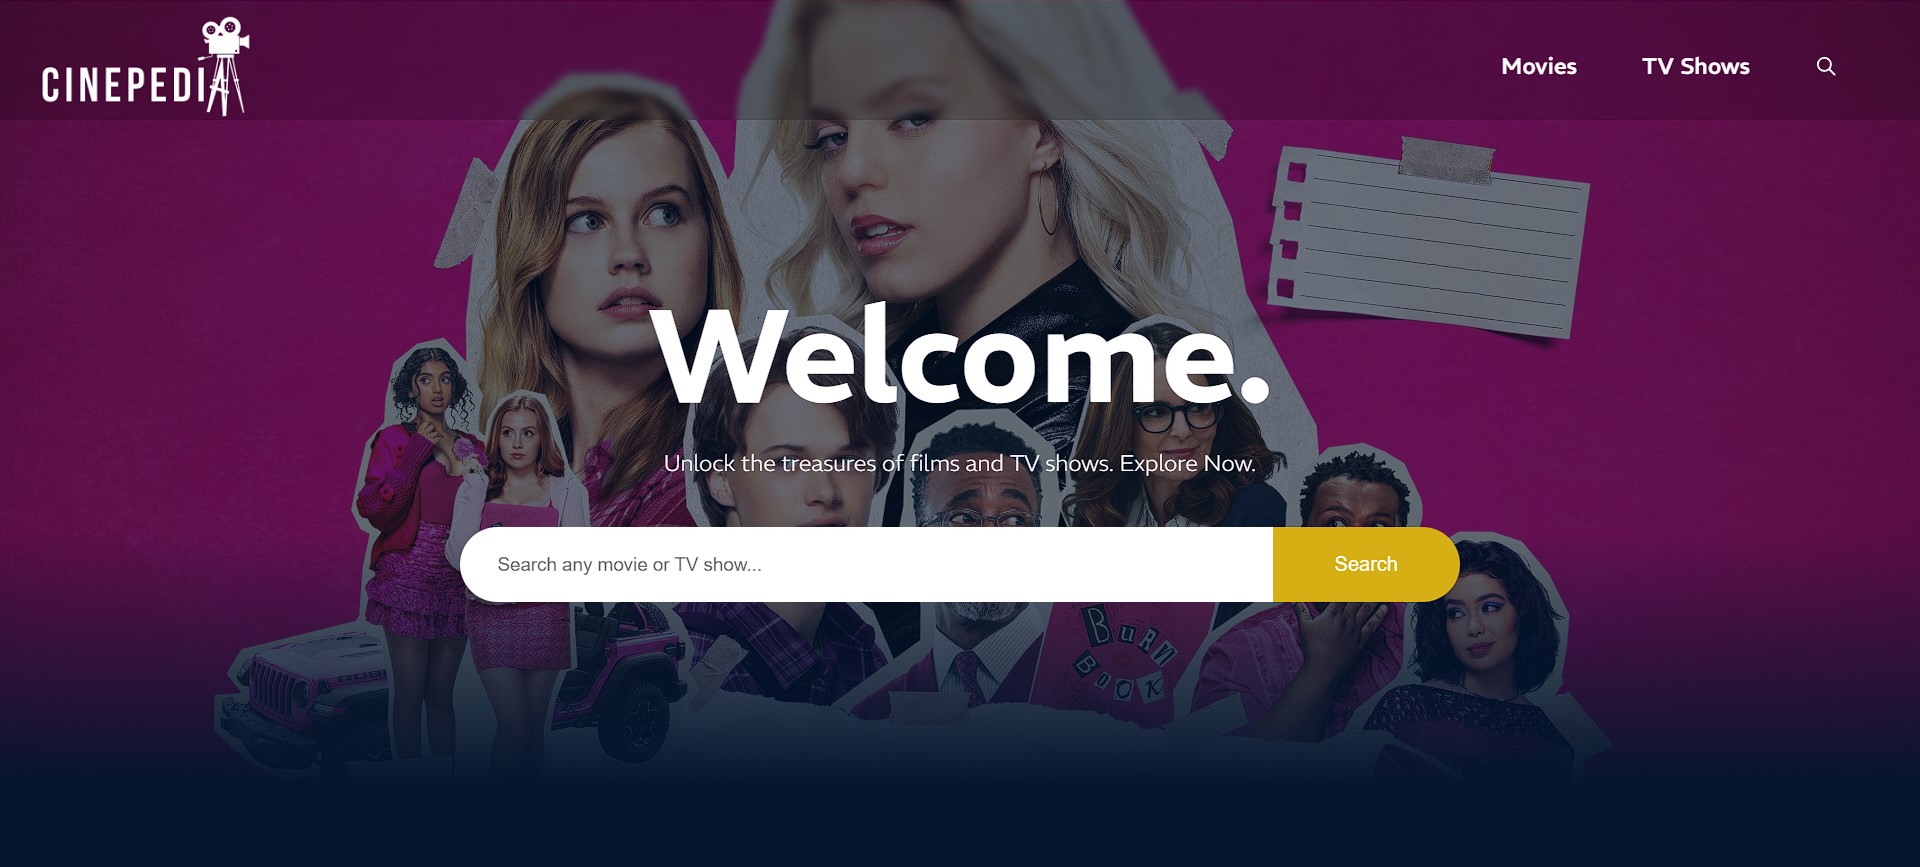 CINEPEDIA
Movies
TV Shows
Welcome.
Unlock the treasures of films and TV shows. Explore Now.
Search any movie or TV show...
Search
RUBICON
BURN
BOOK